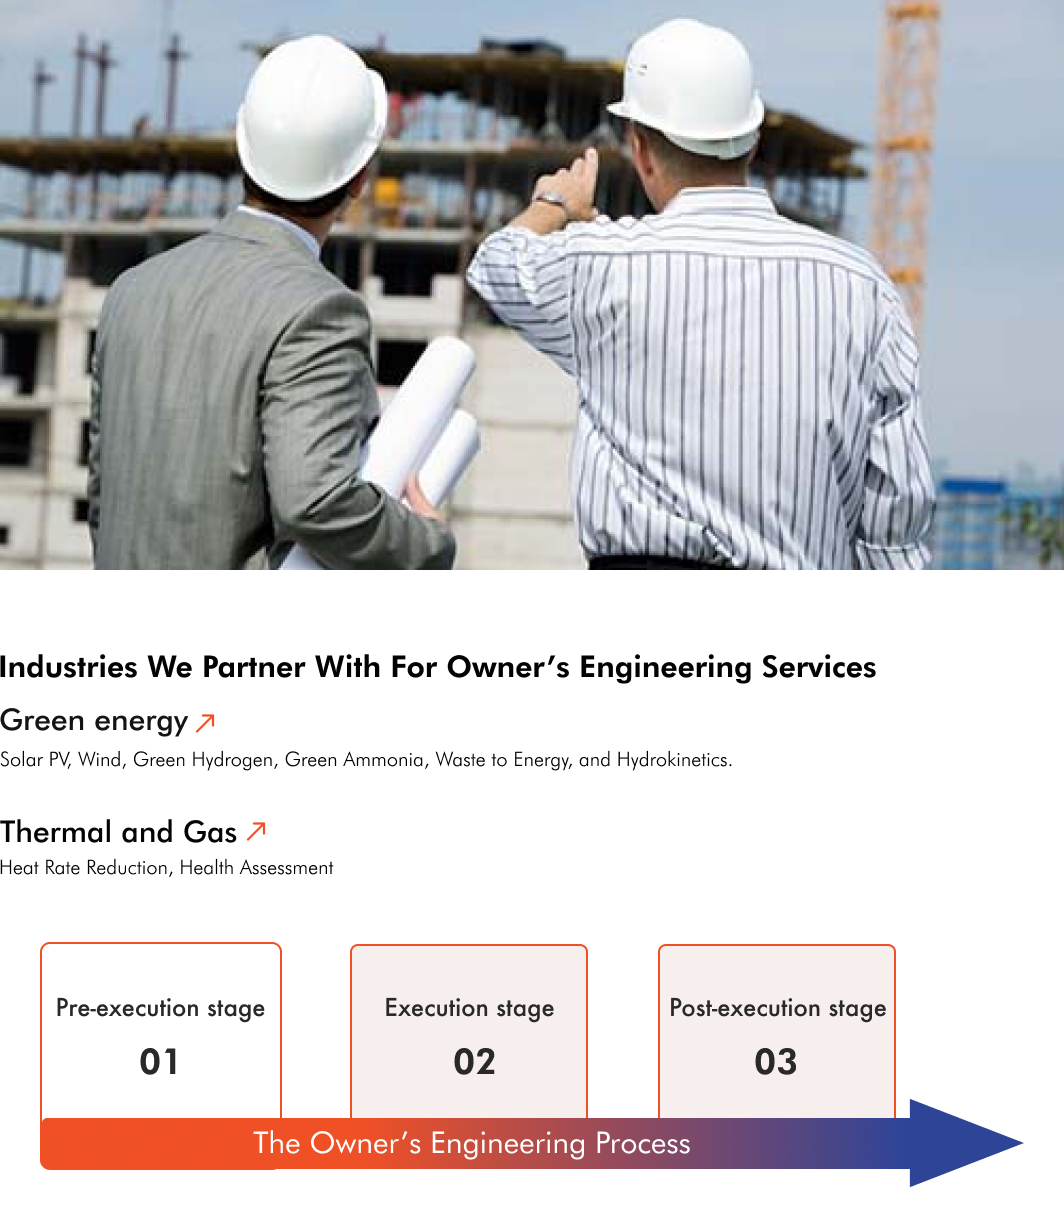 Industries We Partner With For Owner’s Engineering Services
Green energy
Solar PV, Wind, Green Hydrogen, Green Ammonia, Waste to Energy, and Hydrokinetics.
Thermal and Gas
Heat Rate Reduction, Health Assessment
Pre-execution stage
01
Execution stage
02
Post-execution stage
03
The Owner’s Engineering Process